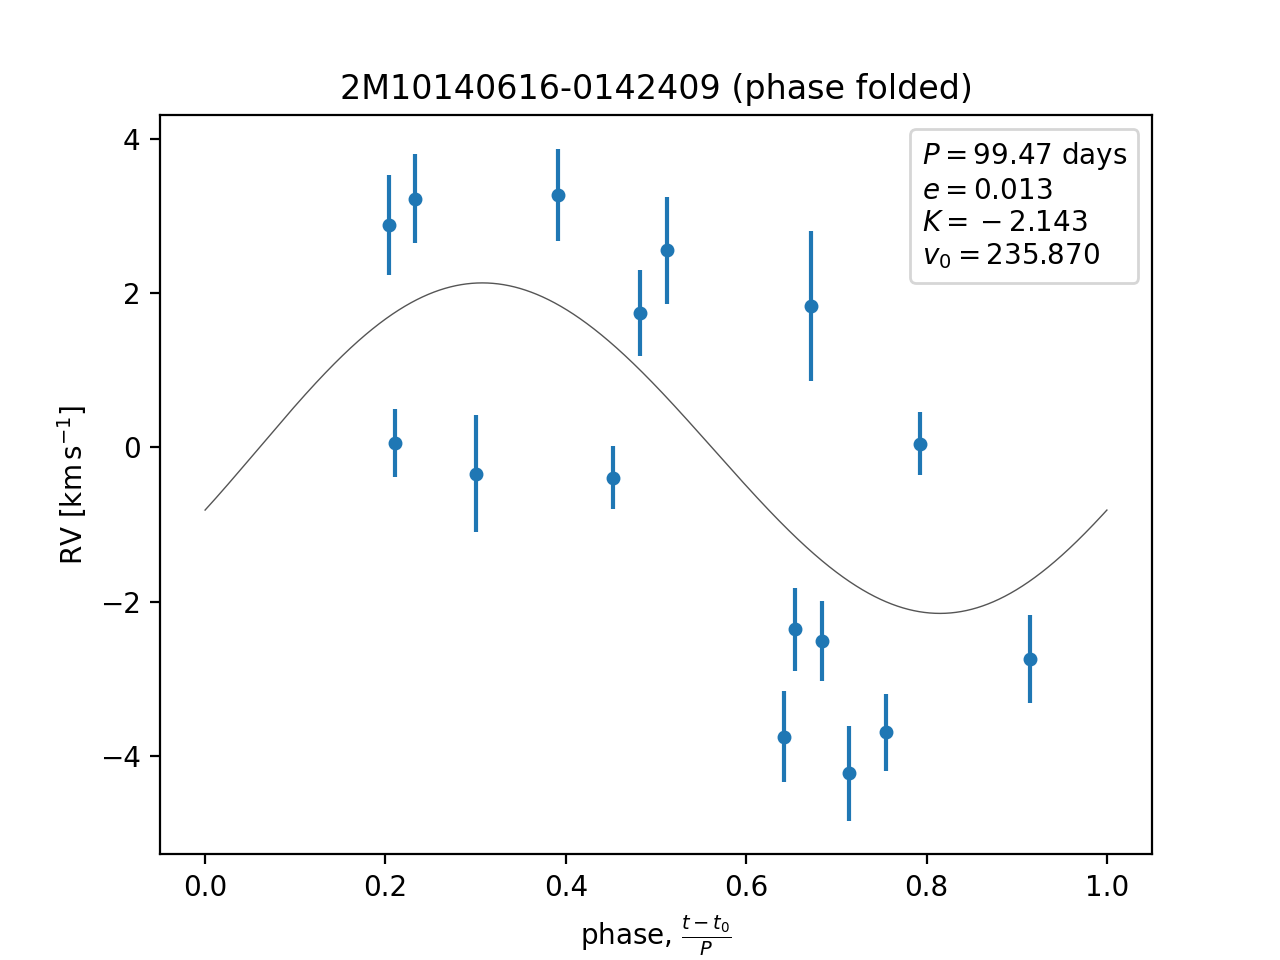 2M10140616-0142409 (phase folded)
P = 99.47 days
e = 0.013
K = −2.143
v₀ = 235.870
RV [km s⁻¹]
4
2
0
−2
−4
0.0 0.2 0.4 0.6 0.8 1.0
phase, (t − t₀)/P